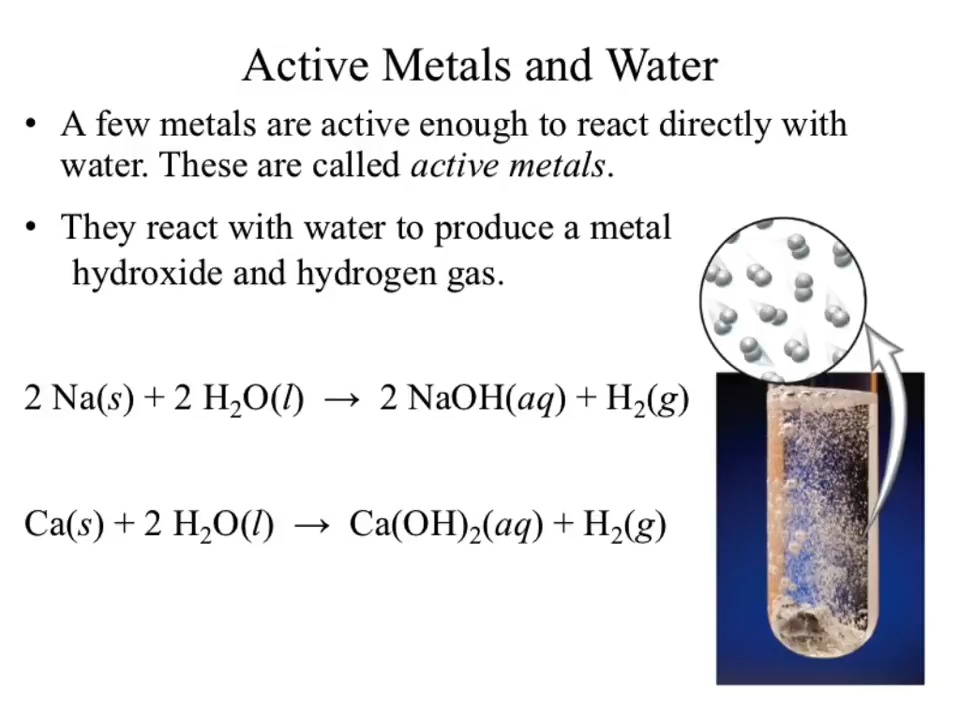 Active Metals and Water
• A few metals are active enough to react directly with
water. These are called active metals.
• They react with water to produce a metal
hydroxide and hydrogen gas.
2 Na(s) + 2 H₂O(l) → 2 NaOH(aq) + H₂(g)
Ca(s) + 2 H₂O(l) → Ca(OH)₂(aq) + H₂(g)